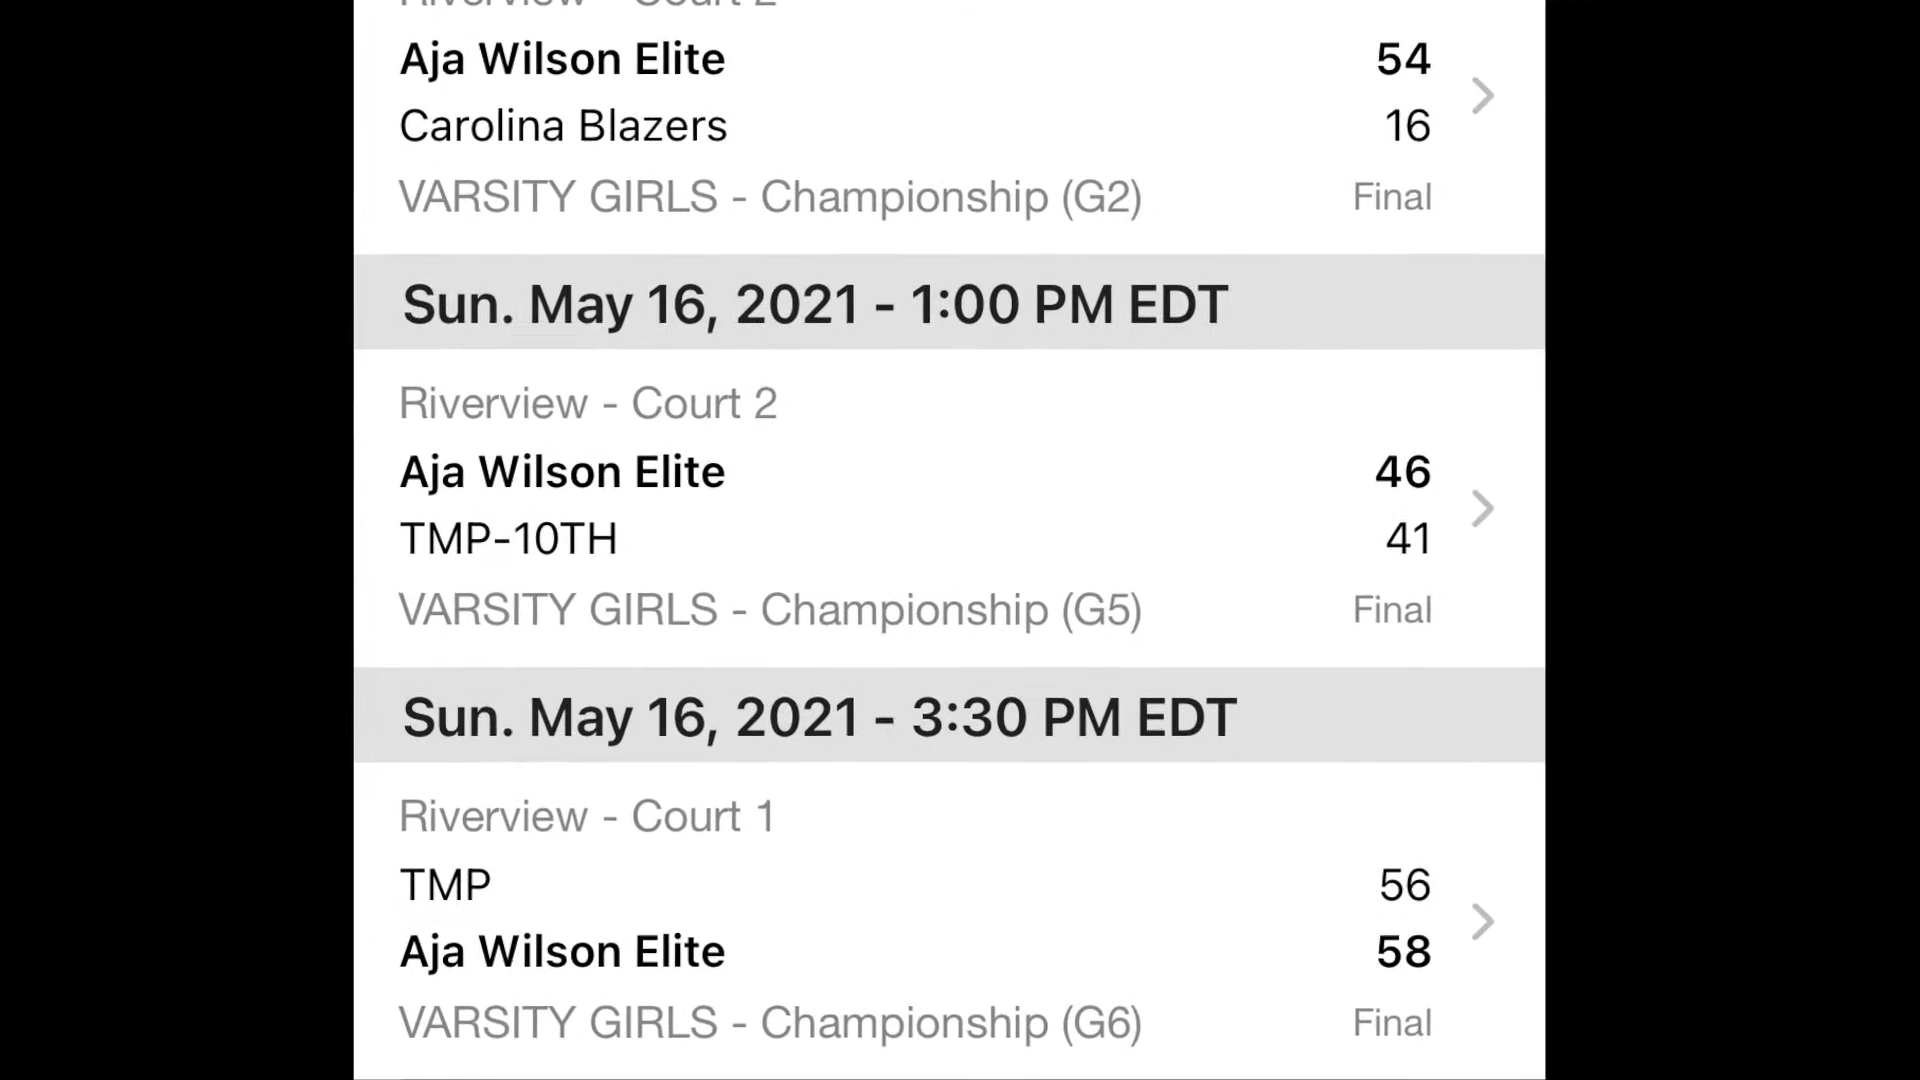 Riverview - Court 2
Aja Wilson Elite 54
Carolina Blazers 16
VARSITY GIRLS - Championship (G2) Final
Sun. May 16, 2021 - 1:00 PM EDT
Riverview - Court 2
Aja Wilson Elite 46
TMP-10TH 41
VARSITY GIRLS - Championship (G5) Final
Sun. May 16, 2021 - 3:30 PM EDT
Riverview - Court 1
TMP 56
Aja Wilson Elite 58
VARSITY GIRLS - Championship (G6) Final